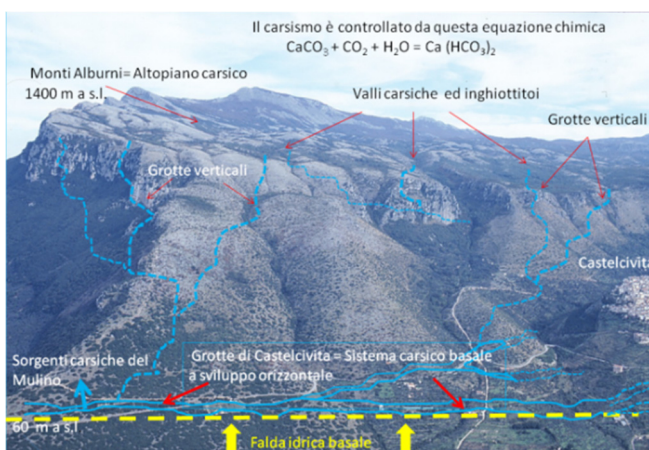 Il carsismo è controllato da questa equazione chimica
CaCO₃ + CO₂ + H₂O = Ca (HCO₃)₂
Monti Alburni= Altopiano carsico
1400 m a s.l.
Valli carsiche ed inghiottitoi
Grotte verticali
Grotte verticali
Castelcivita
Sorgenti carsiche del
Mulino
Grotte di Castelcivita = Sistema carsico basale
a sviluppo orizzontale
60 m a s.l
Falda idrica basale